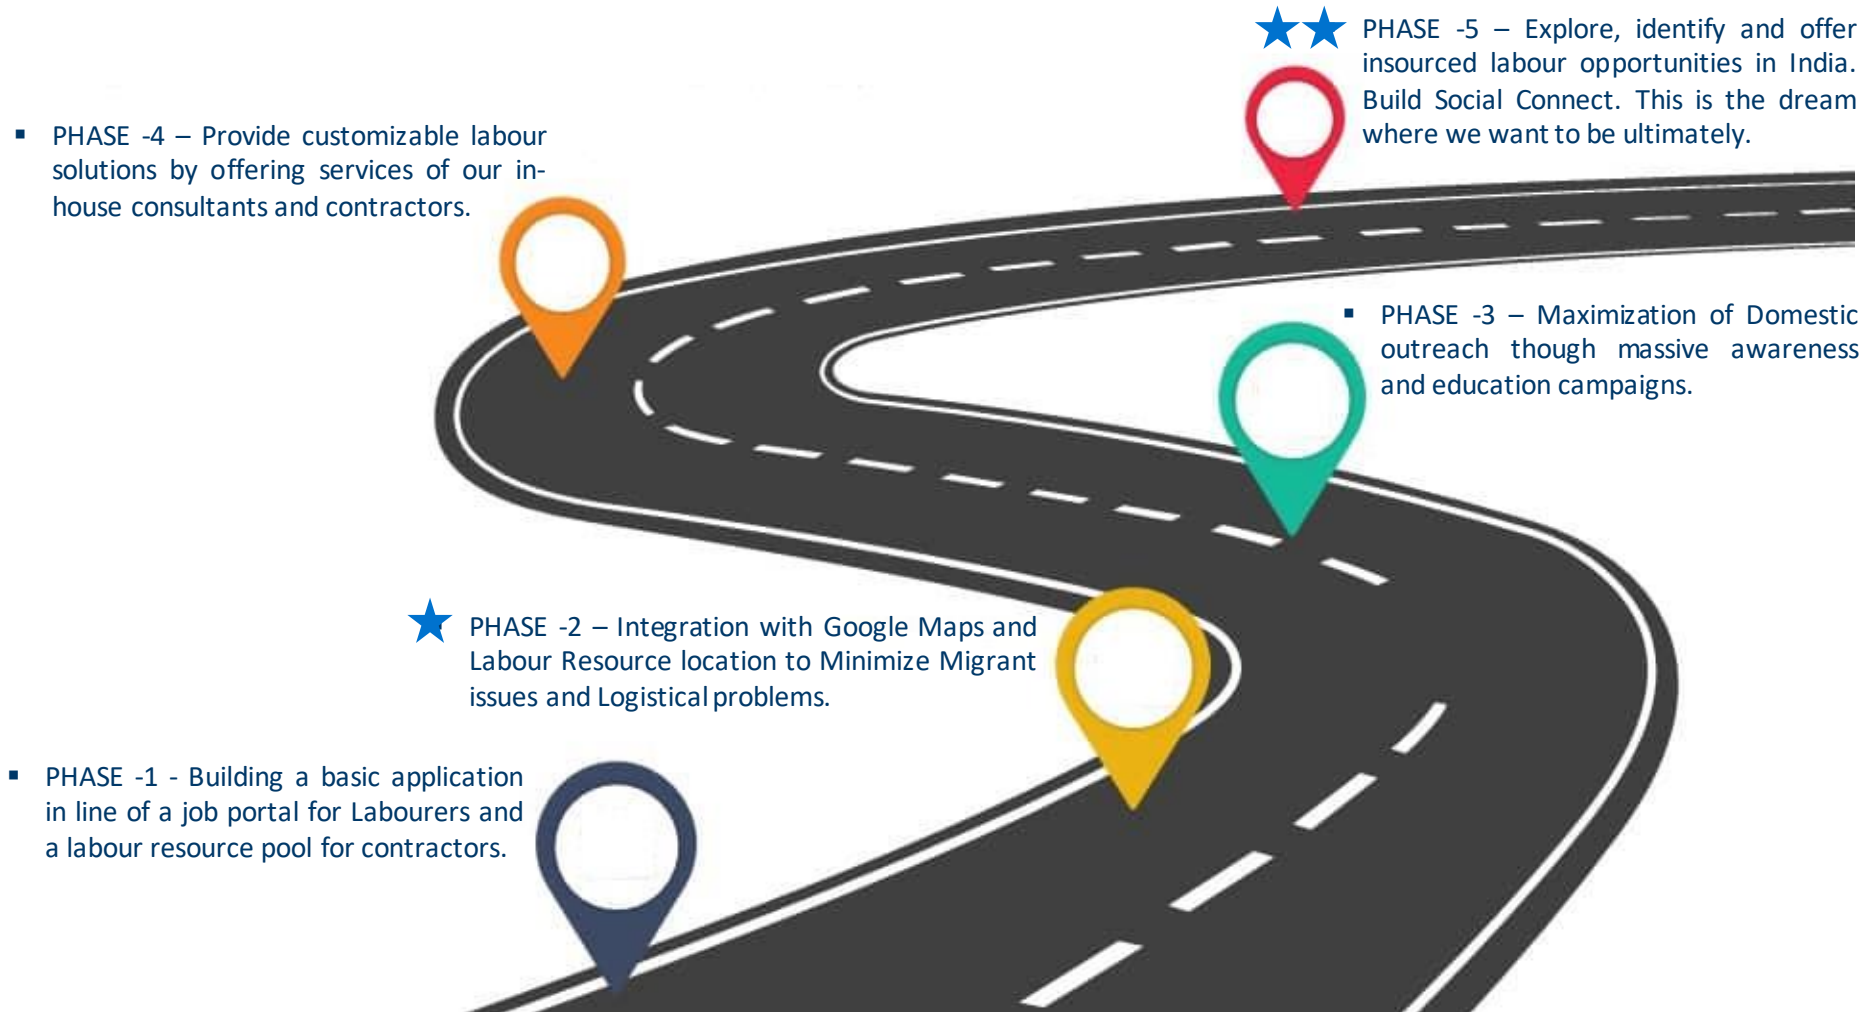 PHASE -5 – Explore, identify and offer
insourced labour opportunities in India.
Build Social Connect. This is the dream
where we want to be ultimately.
▪ PHASE -4 – Provide customizable labour
solutions by offering services of our in-
house consultants and contractors.
▪ PHASE -3 – Maximization of Domestic
outreach though massive awareness
and education campaigns.
PHASE -2 – Integration with Google Maps and
Labour Resource location to Minimize Migrant
issues and Logistical problems.
▪ PHASE -1 - Building a basic application
in line of a job portal for Labourers and
a labour resource pool for contractors.